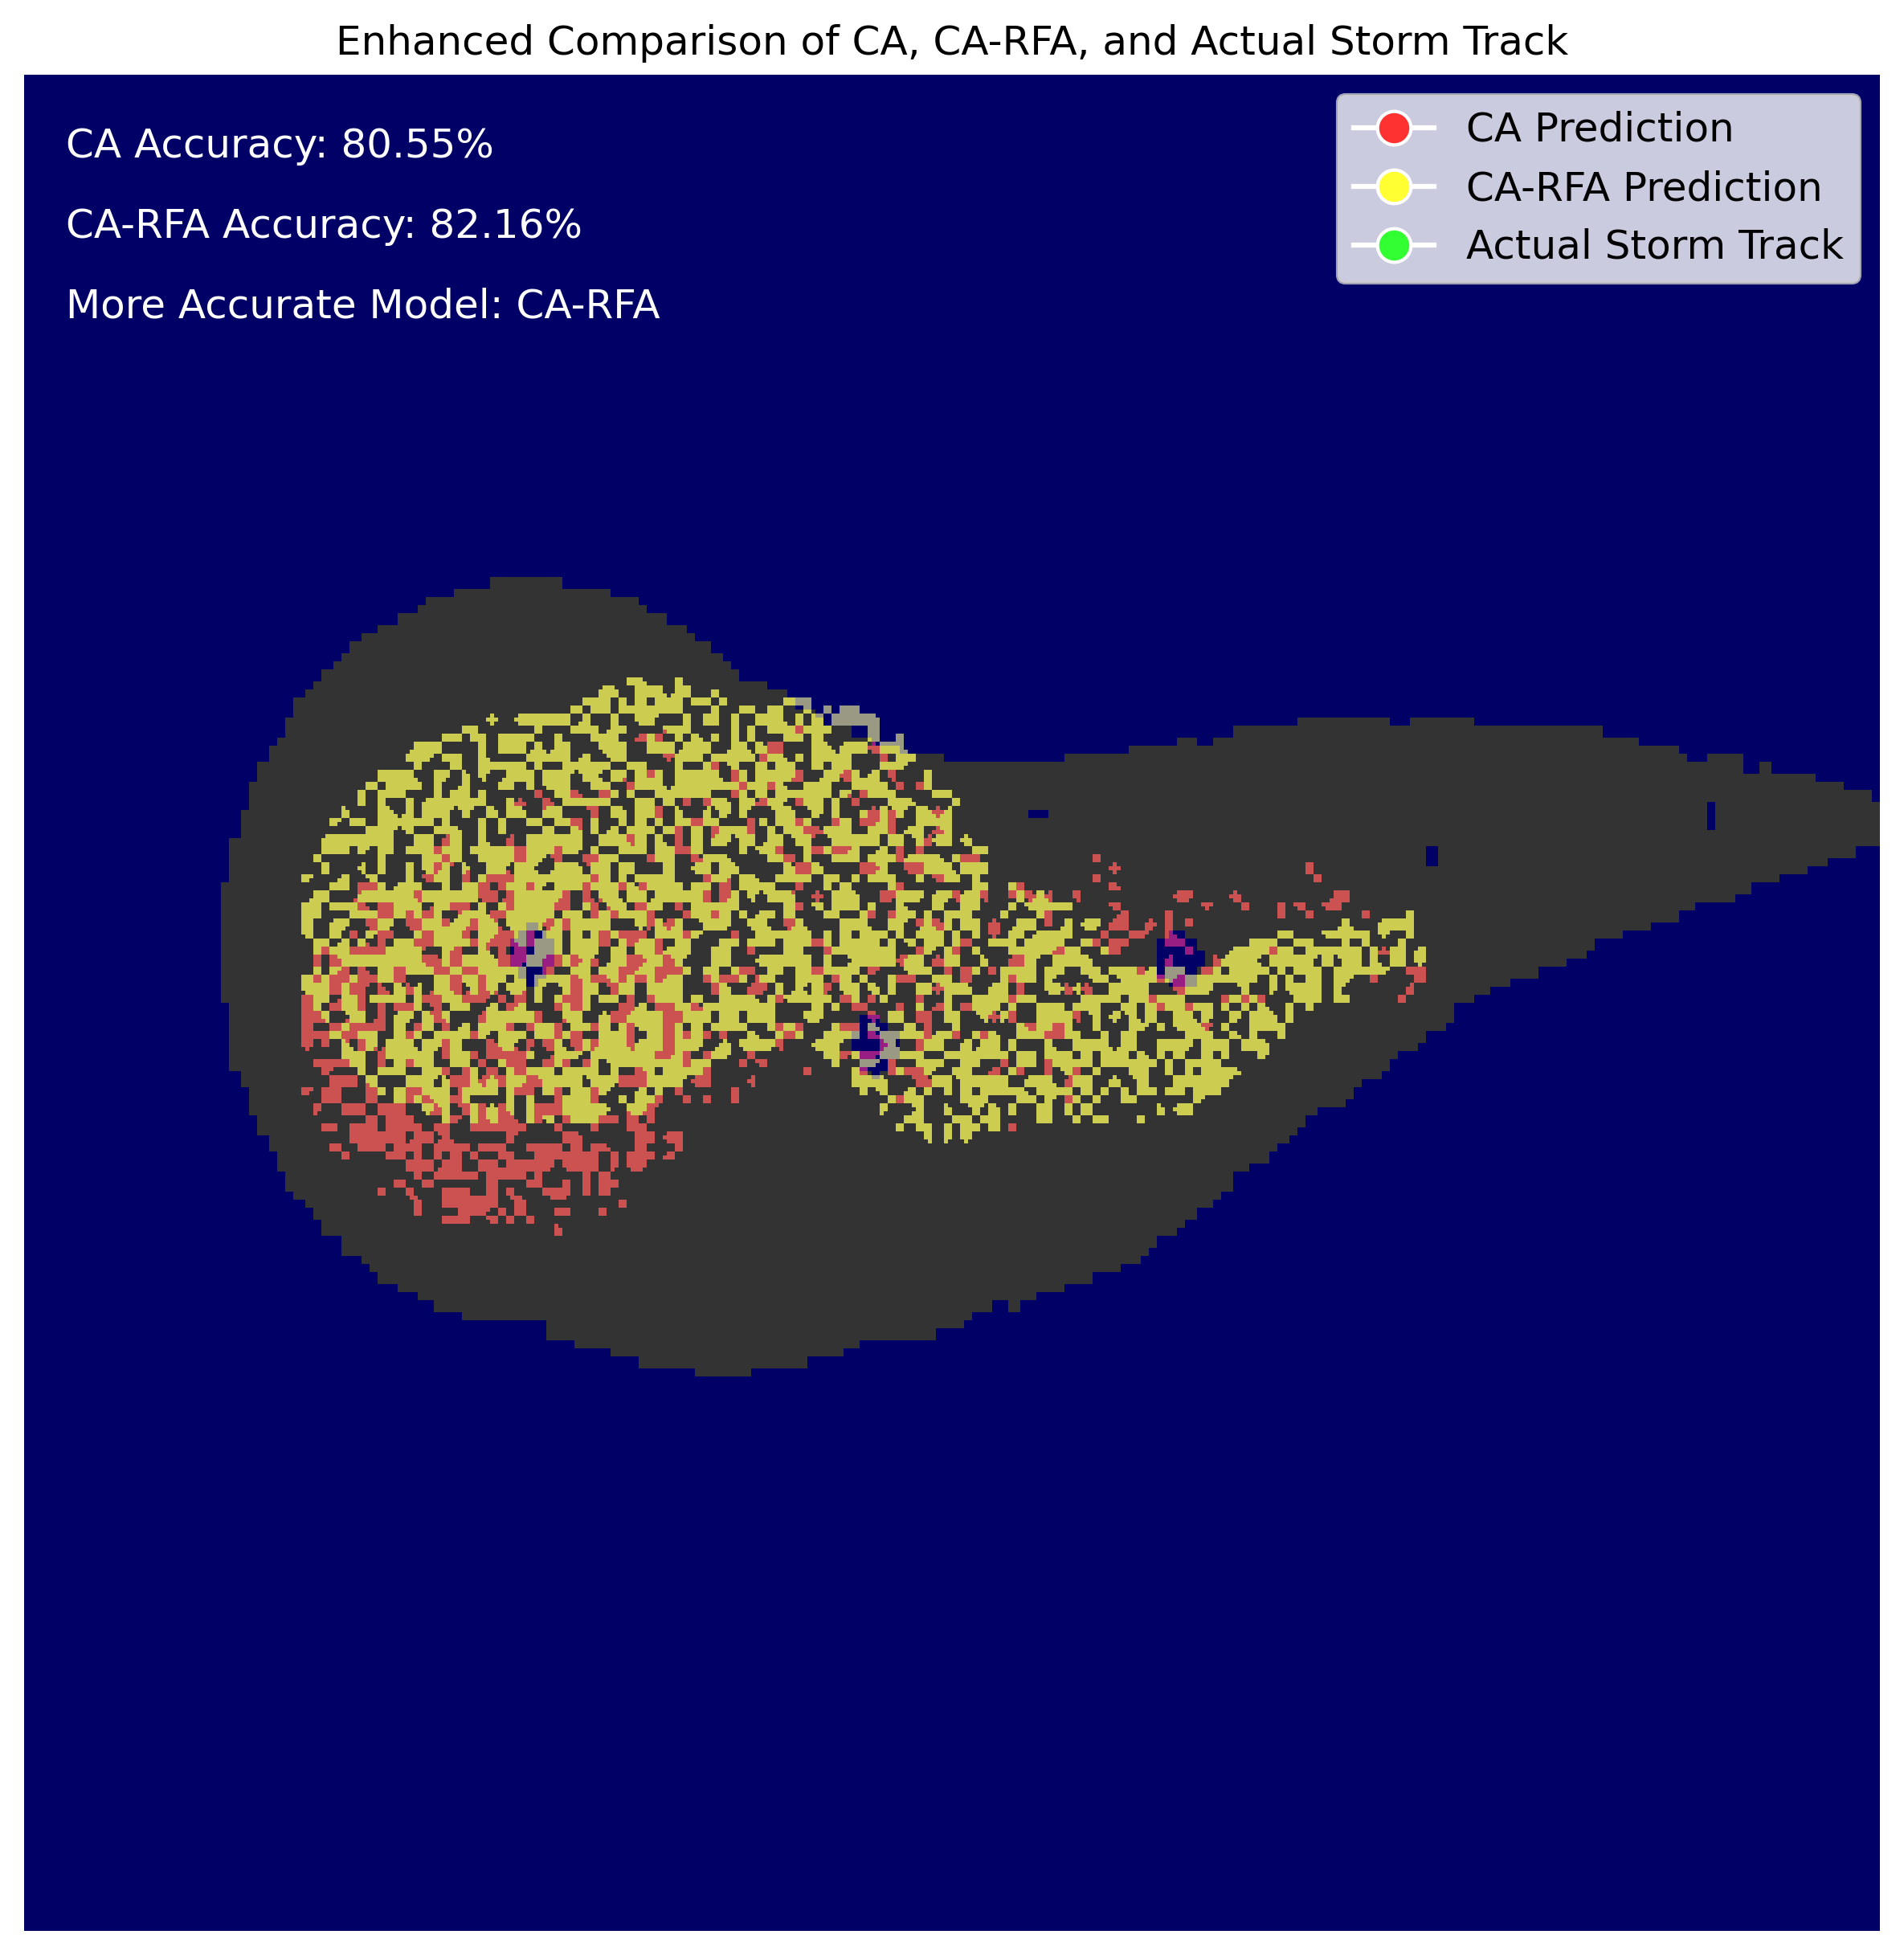 Enhanced Comparison of CA, CA-RFA, and Actual Storm Track
CA Accuracy: 80.55%
CA-RFA Accuracy: 82.16%
More Accurate Model: CA-RFA
CA Prediction
CA-RFA Prediction
Actual Storm Track